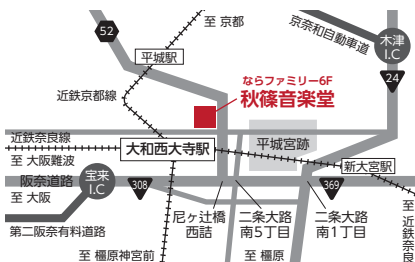 至 京都
京奈和自動車道
木津
I.C
52
平城駅
24
近鉄京都線
ならファミリー6F
秋篠音楽堂
近鉄奈良線
至 大阪難波
大和西大寺駅
平城宮跡
新大宮駅
阪奈道路
宝来
I.C
308
369
至 大阪
尼ヶ辻橋
西詰
二条大路
南5丁目
二条大路
南1丁目
第二阪奈有料道路
至 橿原神宮前
至 橿原
至 近鉄奈良